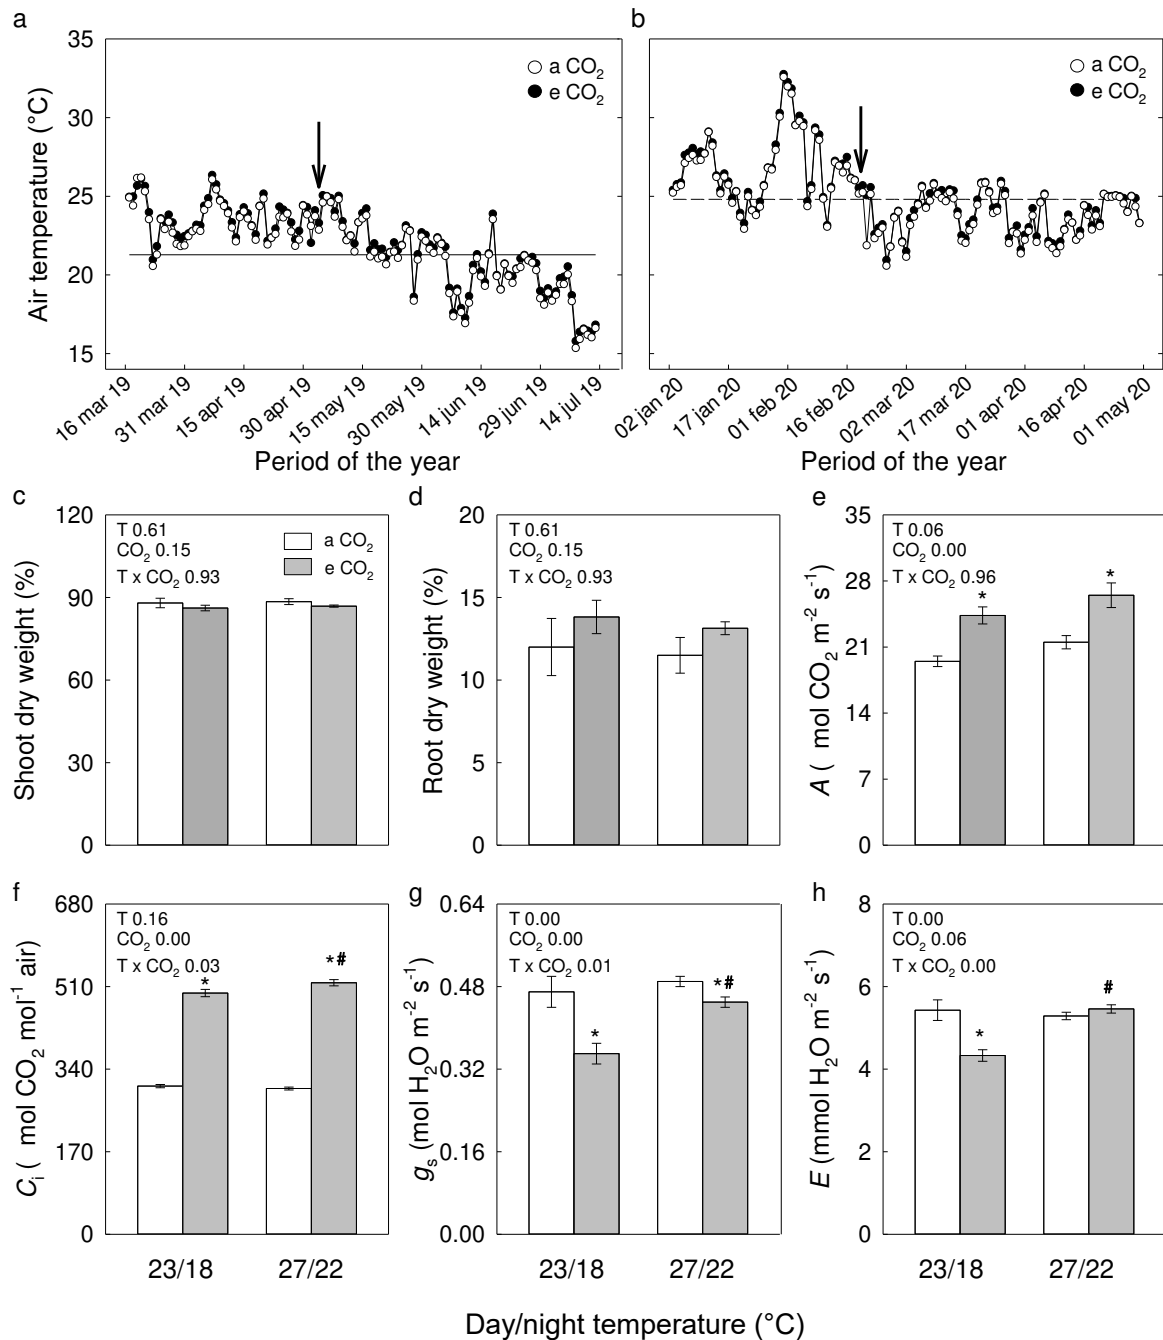 a
b
35
30
25
20
15
Air temperature (°C)
a CO2
e CO2
a CO2
e CO2
16 mar 19
31 mar 19
15 apr 19
30 apr 19
15 may 19
30 may 19
14 jun 19
29 jun 19
14 jul 19
02 jan 20
17 jan 20
01 feb 20
16 feb 20
02 mar 20
17 mar 20
01 apr 20
16 apr 20
01 may 20
Period of the year
Period of the year
c
120
90
60
30
0
Shoot dry weight (%)
T 0.61
CO2 0.15
T x CO2 0.93
a CO2
e CO2
d
20
15
10
5
0
Root dry weight (%)
T 0.61
CO2 0.15
T x CO2 0.93
e
35
28
21
14
7
0
A ( mol CO2 m-2 s-1)
T 0.06
CO2 0.00
T x CO2 0.96
*
*
f
680
510
340
170
0
Ci ( mol CO2 mol-1 air)
T 0.16
CO2 0.00
T x CO2 0.03
*
*#
23/18
27/22
g
0.64
0.48
0.32
0.16
0.00
gs (mol H2O m-2 s-1)
T 0.00
CO2 0.00
T x CO2 0.01
*
*#
23/18
27/22
h
8
6
4
2
0
E (mmol H2O m-2 s-1)
T 0.00
CO2 0.06
T x CO2 0.00
*
#
23/18
27/22
Day/night temperature (°C)